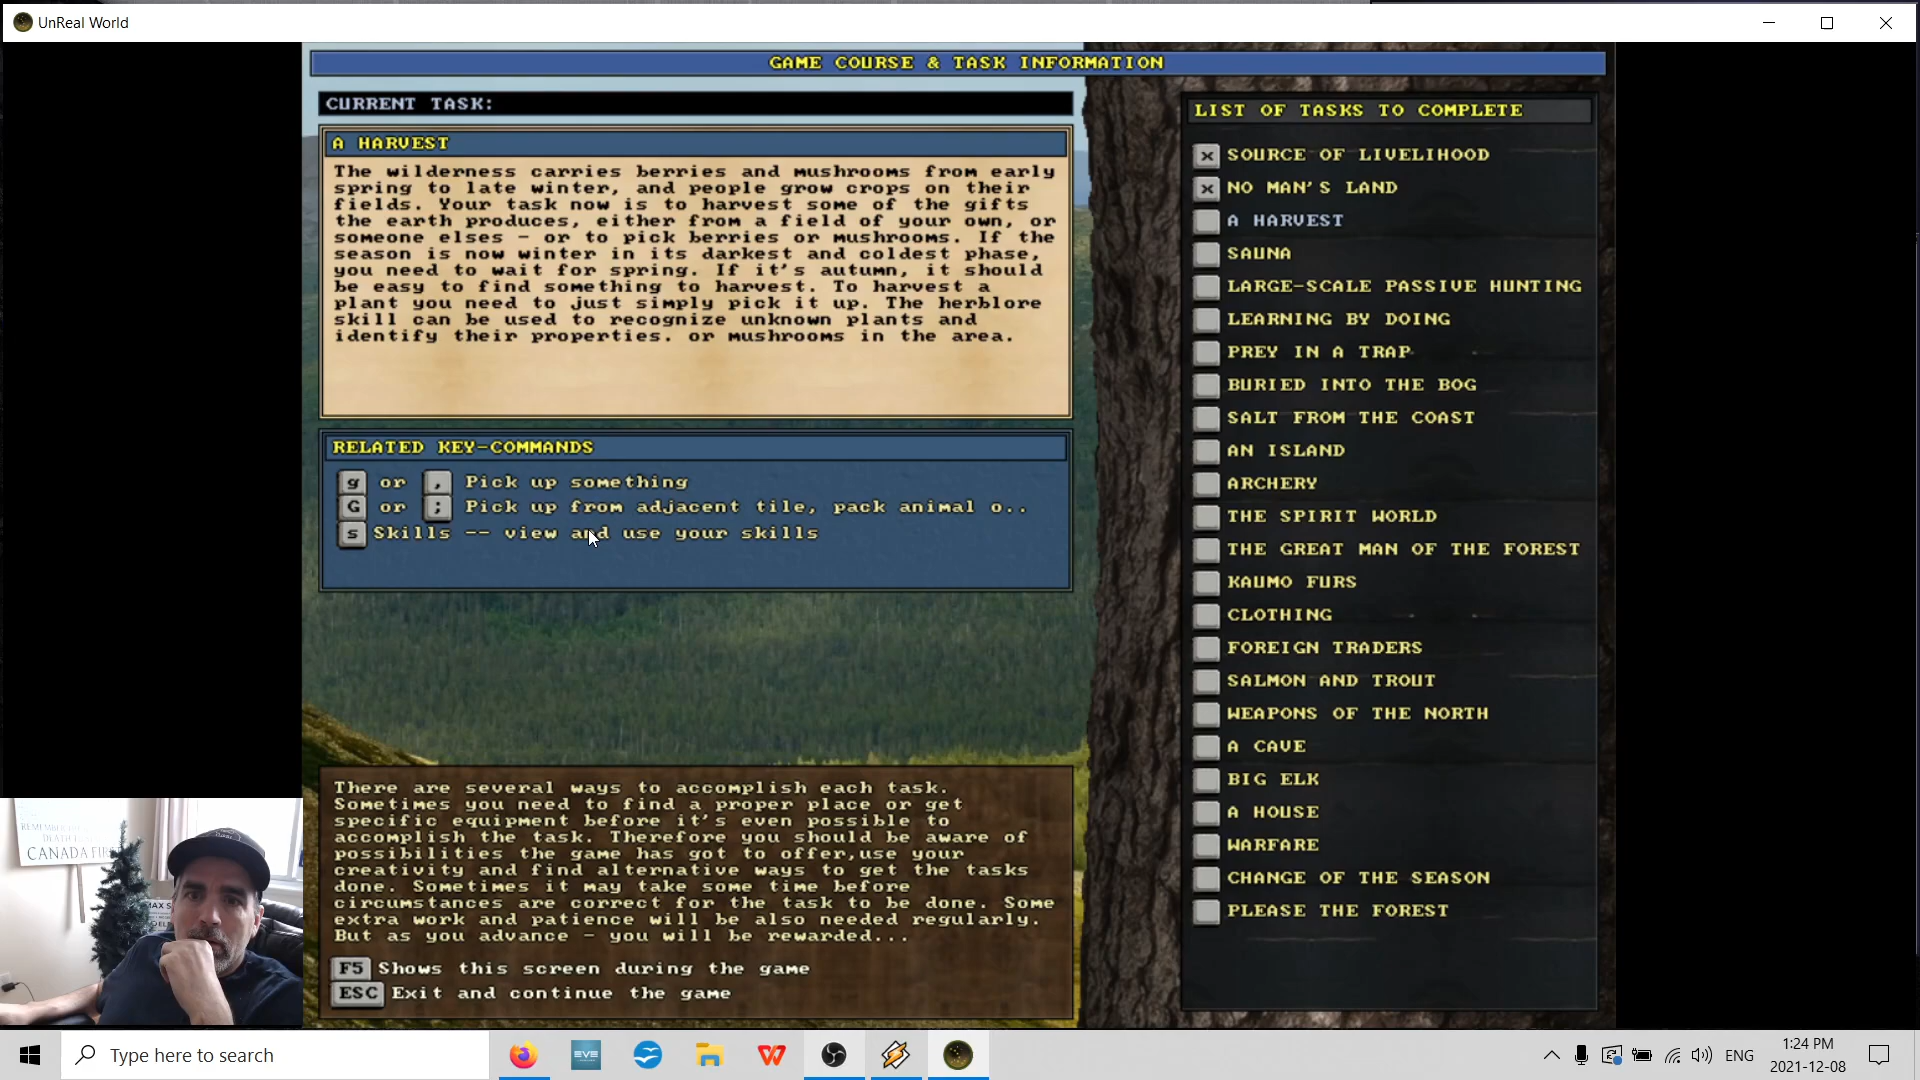 UnReal World
GAME COURSE & TASK INFORMATION
CURRENT TASK:
A HARVEST
The wilderness carries berries and mushrooms from early
spring to late winter, and people grow crops on their
fields. Your task now is to harvest some of the gifts
the earth produces, either from a field of your own, or
someone elses - or to pick berries or mushrooms. If the
season is now winter in its darkest and coldest phase,
you need to wait for spring. If it's autumn, it should
be easy to find something to harvest. To harvest a
plant you need to just simply pick it up. The herblore
skill can be used to recognize unknown plants and
identify their properties. or mushrooms in the area.
RELATED KEY-COMMANDS
g or , Pick up something
G or ; Pick up from adjacent tile, pack animal o..
s Skills -- view and use your skills
There are several ways to accomplish each task.
Sometimes you need to find a proper place or get
specific equipment before it's even possible to
accomplish the task. Therefore you should be aware of
possibilities the game has got to offer,use your
creativity and find alternative ways to get the tasks
done. Sometimes it may take some time before
circumstances are correct for the task to be done. Some
extra work and patience will be also needed regularly.
But as you advance - you will be rewarded...
F5 Shows this screen during the game
ESC Exit and continue the game
LIST OF TASKS TO COMPLETE
x SOURCE OF LIVELIHOOD
x NO MAN'S LAND
A HARVEST
SAUNA
LARGE-SCALE PASSIVE HUNTING
LEARNING BY DOING
PREY IN A TRAP
BURIED INTO THE BOG
SALT FROM THE COAST
AN ISLAND
ARCHERY
THE SPIRIT WORLD
THE GREAT MAN OF THE FOREST
KAUMO FURS
CLOTHING
FOREIGN TRADERS
SALMON AND TROUT
WEAPONS OF THE NORTH
A CAVE
BIG ELK
A HOUSE
WARFARE
CHANGE OF THE SEASON
PLEASE THE FOREST
CANADA
Type here to search
EVE
ENG
1:24 PM
2021-12-08